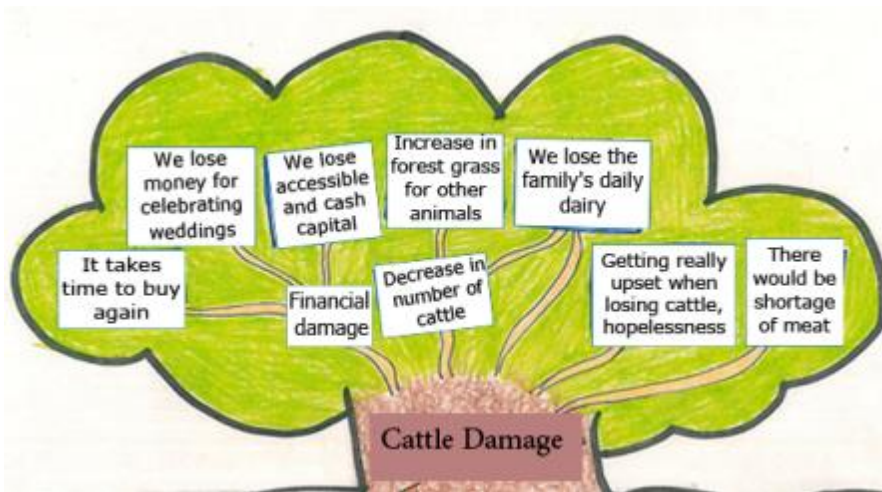 We lose
money for
celebrating
weddings
We lose
accessible
and cash
capital
Increase in
forest grass
for other
animals
We lose the
family's daily
dairy
It takes
time to buy
again
Financial
damage
Decrease in
number of
cattle
Getting really
upset when
losing cattle,
hopelessness
There
would be
shortage
of meat
Cattle Damage